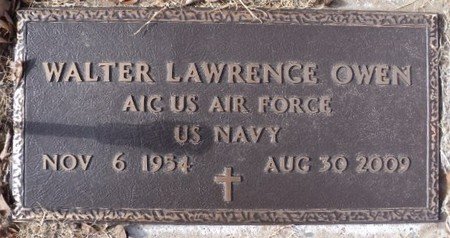 WALTER LAWRENCE OWEN
A1C US AIR FORCE
US NAVY
NOV 6 1954 AUG 30 2009